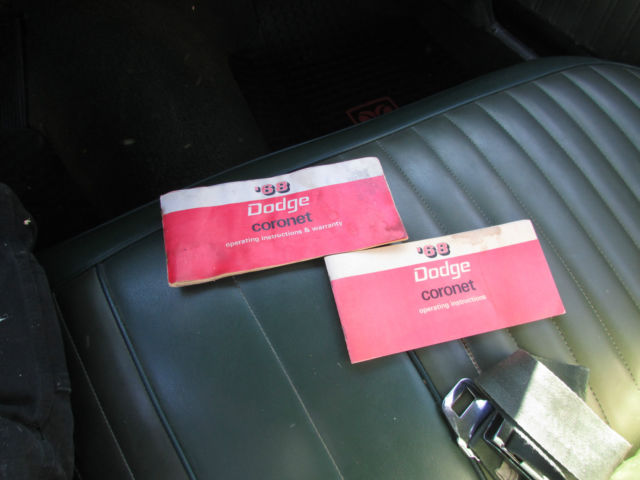 '68
Dodge
coronet
operating instructions & warranty
'68
Dodge
coronet
operating instructions